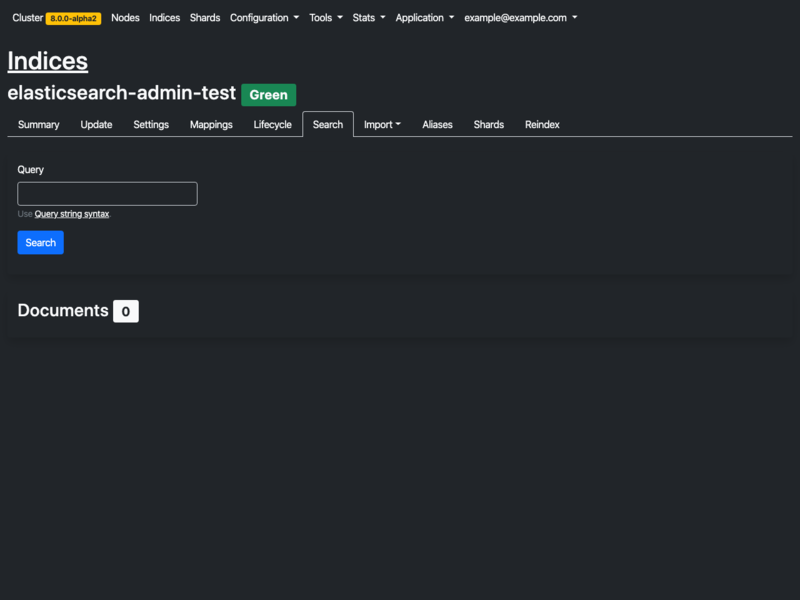 Cluster 8.0.0-alpha2 Nodes Indices Shards Configuration Tools Stats Application example@example.com
Indices
elasticsearch-admin-test Green
Summary Update Settings Mappings Lifecycle Search Import Aliases Shards Reindex
Query
Use Query string syntax.
Search
Documents 0